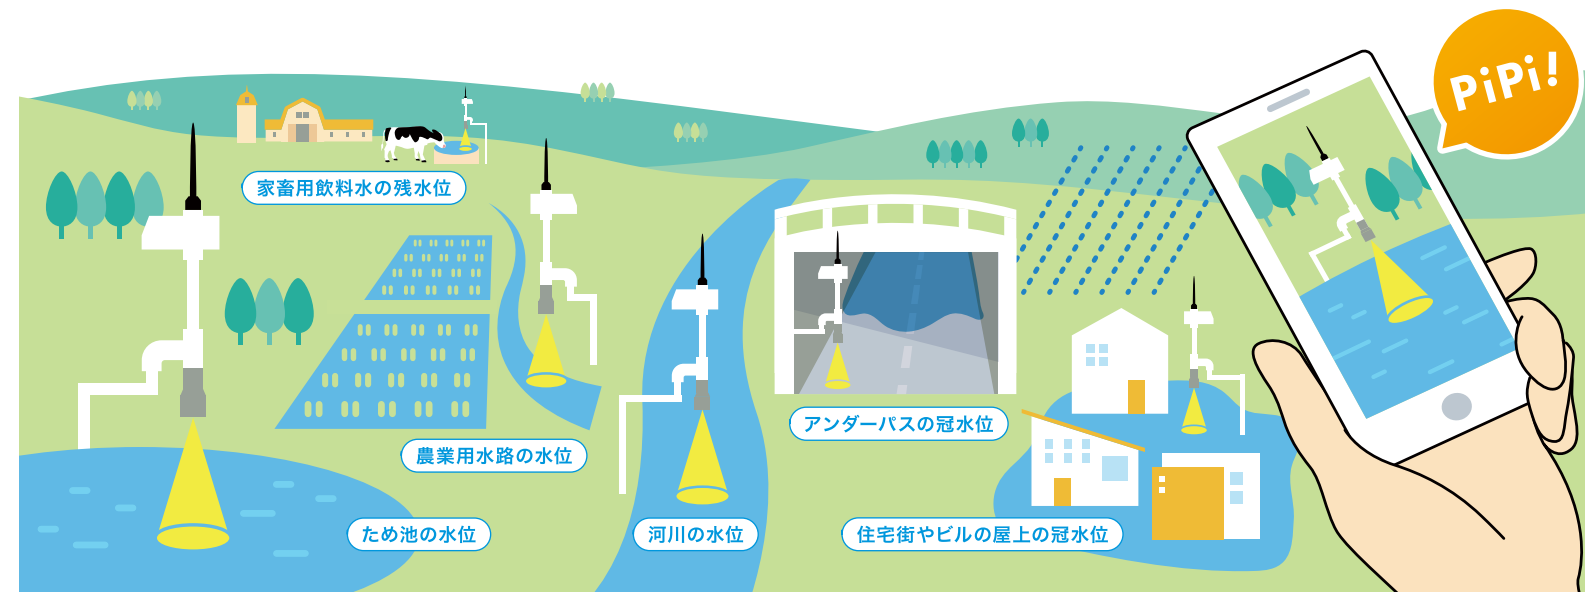 PiPi!
家畜用飲料水の残水位
アンダーパスの冠水位
農業用水路の水位
ため池の水位
河川の水位
住宅街やビルの屋上の冠水位